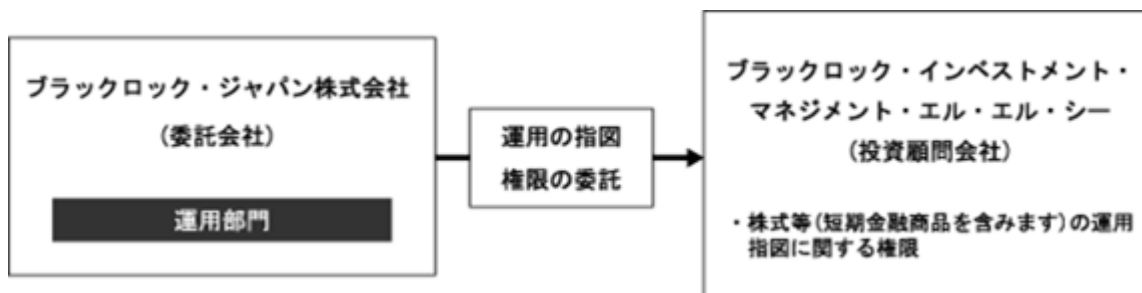 ブラックロック・ジャパン株式会社
(委託会社)
運用部門
運用の指図
権限の委託
ブラックロック・インベストメント・
マネジメント・エル・エル・シー
(投資顧問会社)
・株式等(短期金融商品を含みます)の運用
指図に関する権限